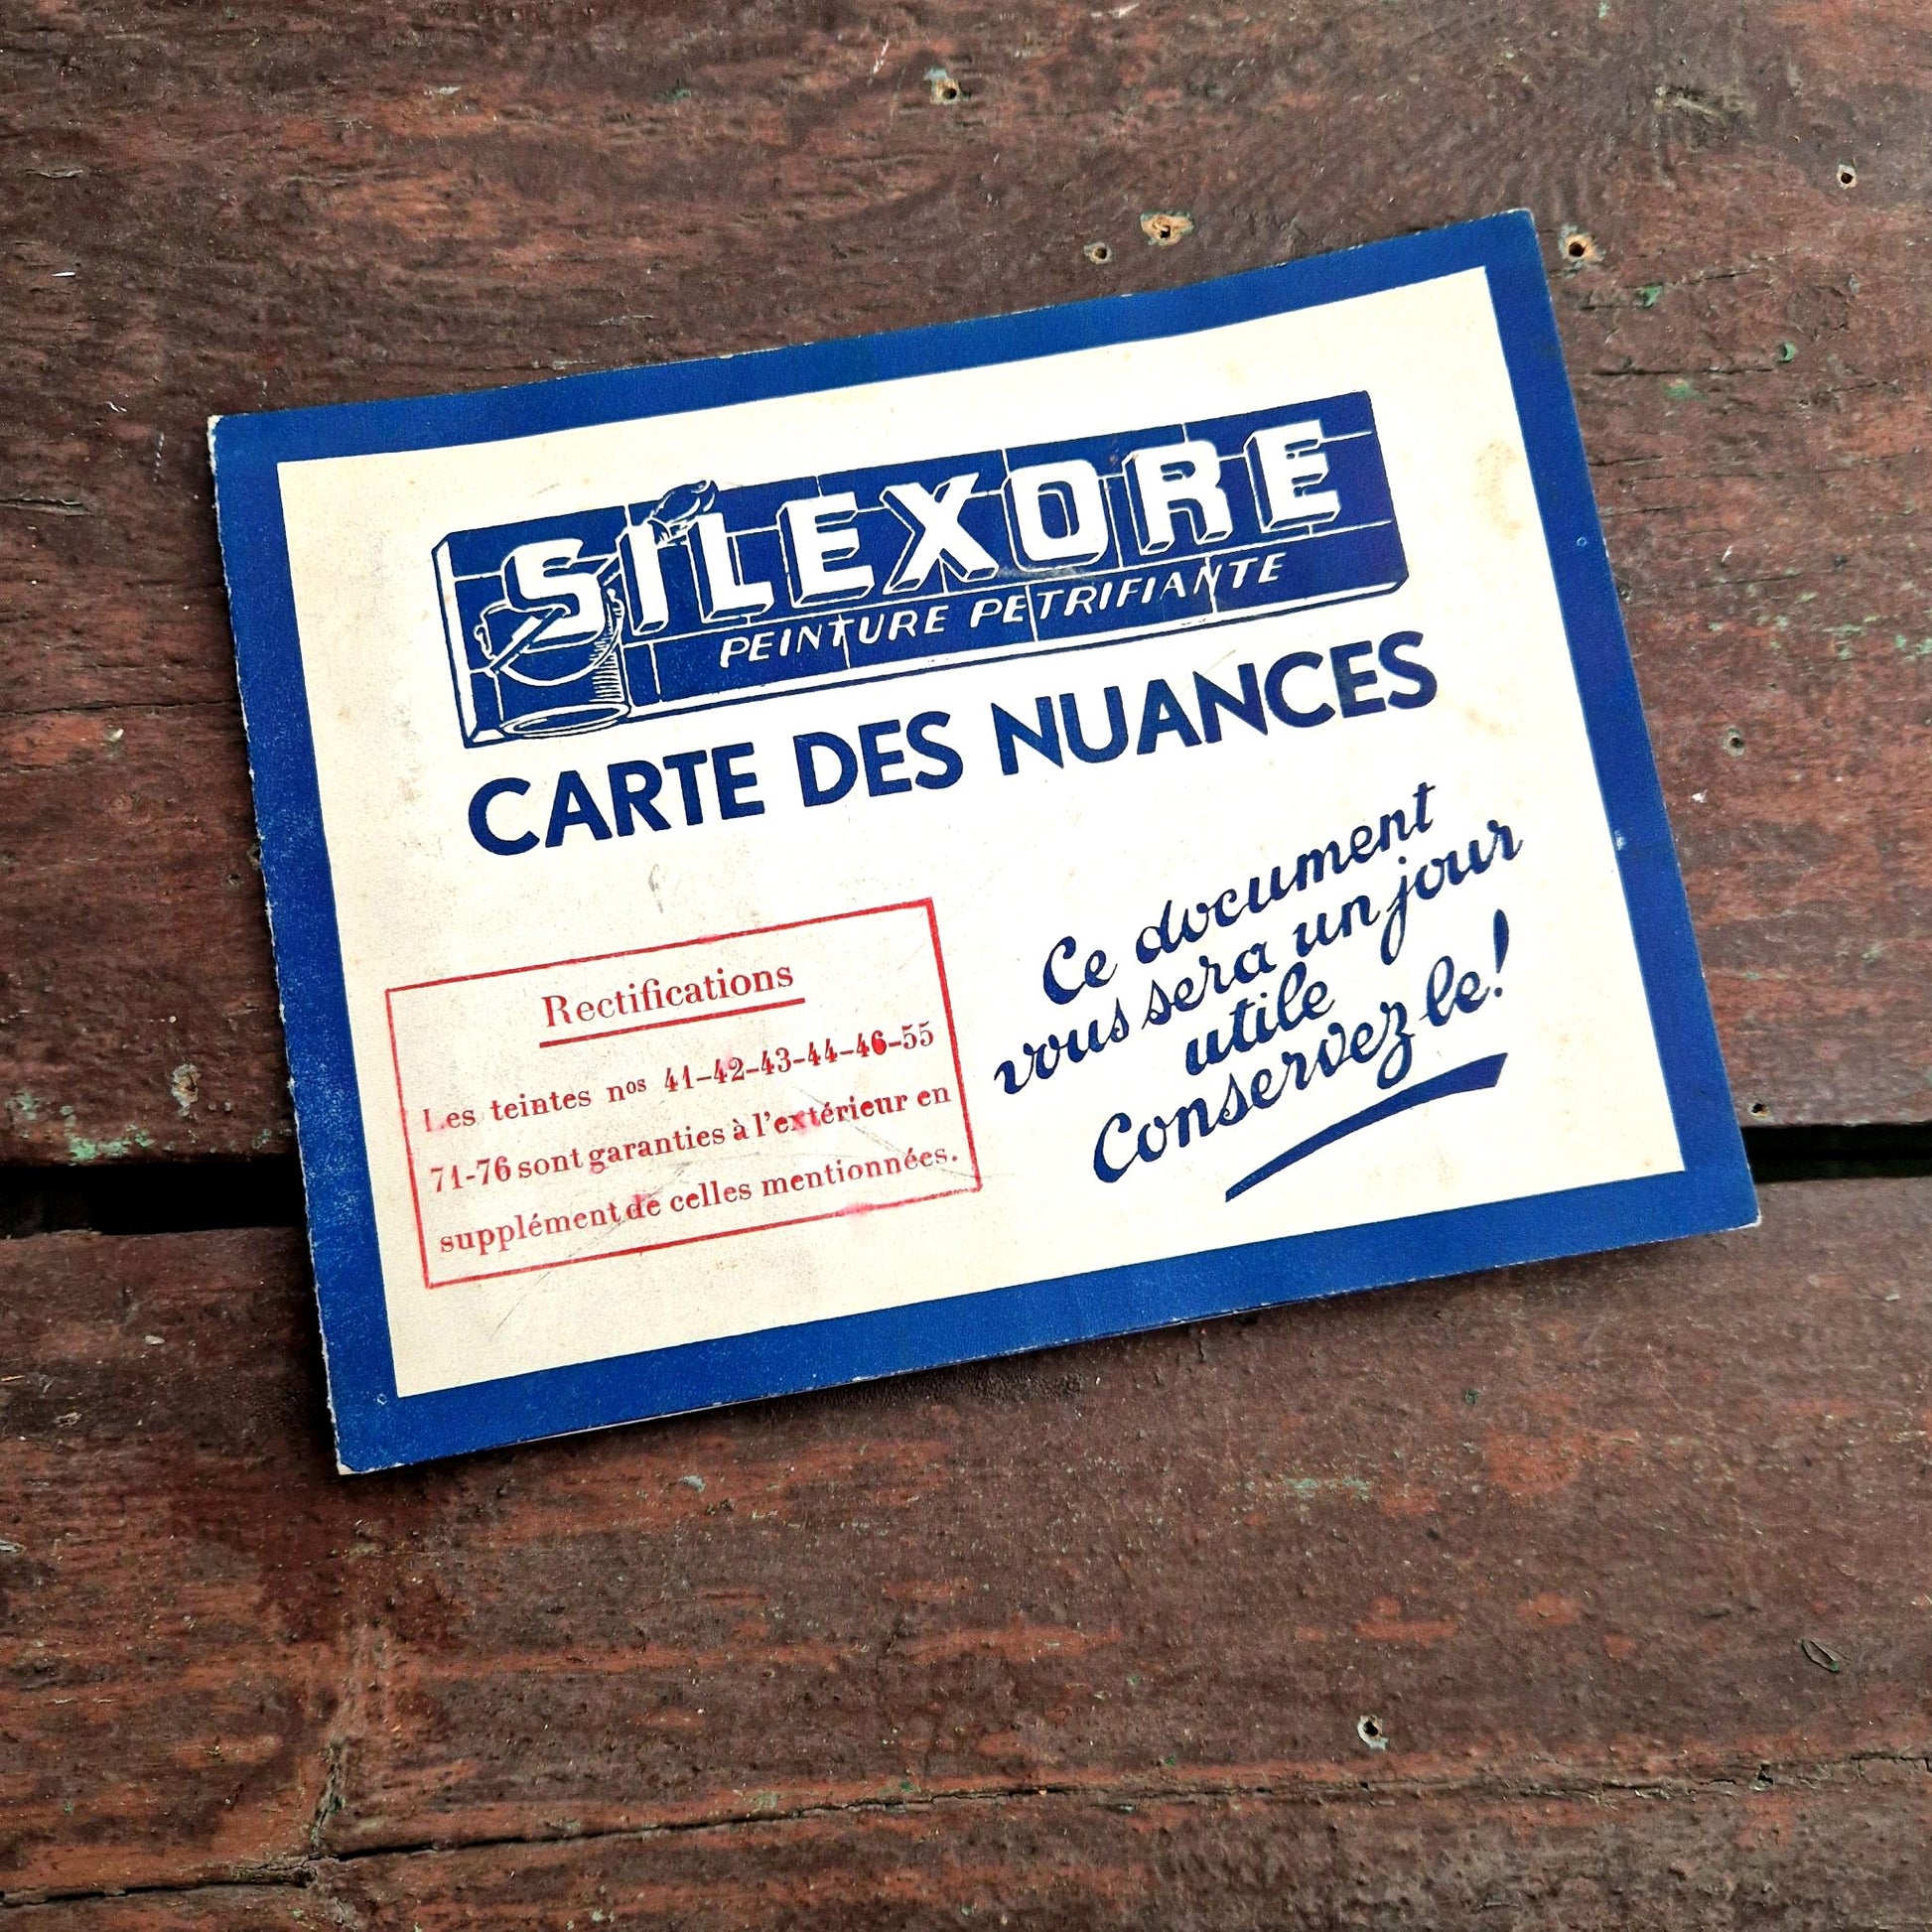 SILEXORE
PEINTURE PETRIFIANTE
CARTE DES NUANCES
Rectifications
Les teintes nos 41-42-43-44-46-55
71-76 sont garanties à l'extérieur en
supplément de celles mentionnées.
Ce document
vous sera un jour
utile
Conservez-le!